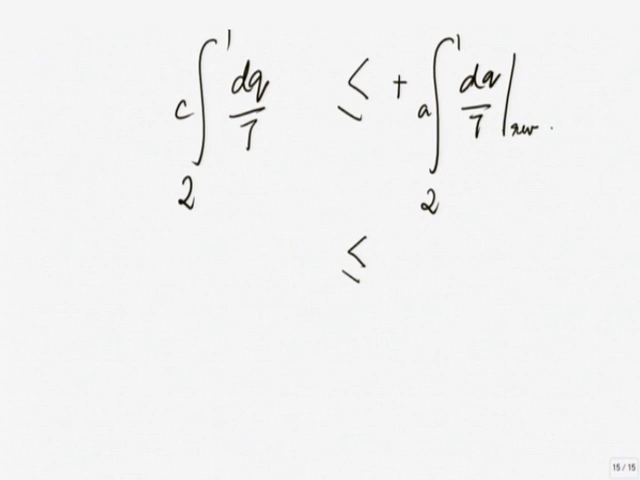 c∫₂¹ dq/T ≤ + a∫₂¹ dq/T |rev.
≤
15 / 15